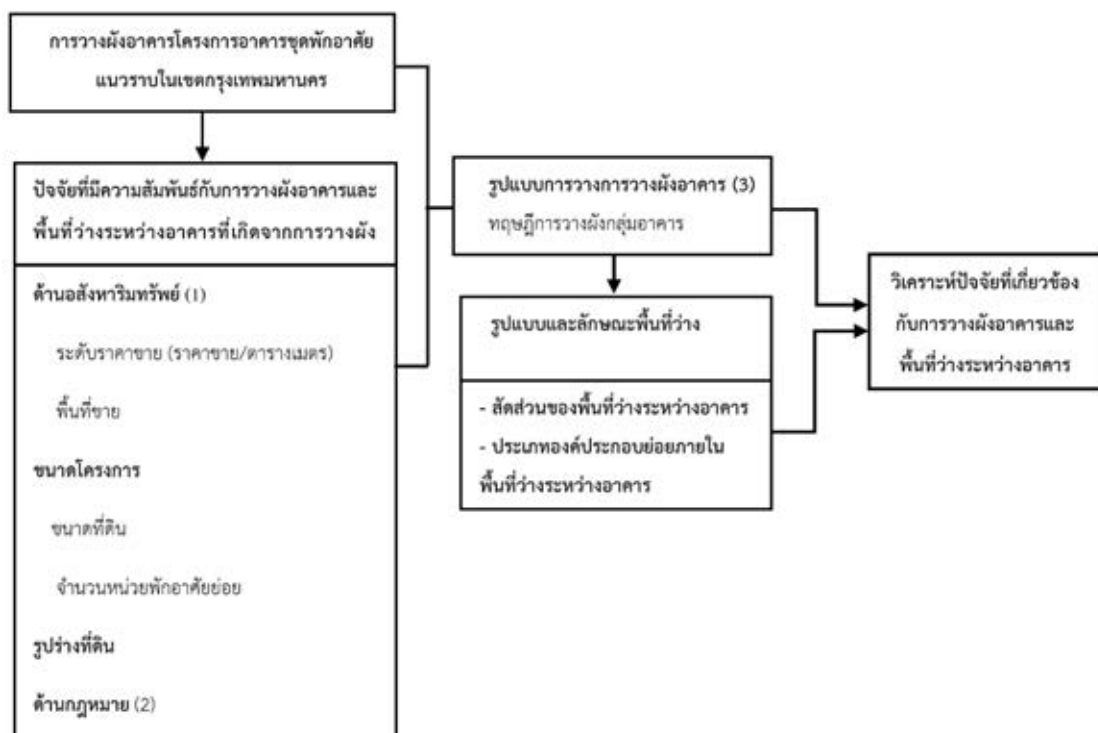 การวางผังอาคารโครงการอาคารชุดพักอาศัย
แนวราบในเขตกรุงเทพมหานคร
ปัจจัยที่มีความสัมพันธ์กับการวางผังอาคารและ
พื้นที่ว่างระหว่างอาคารที่เกิดจากการวางผัง
ด้านอสังหาริมทรัพย์ (1)
ระดับราคาขาย (ราคาขาย/ตารางเมตร)
พื้นที่ขาย
ขนาดโครงการ
ขนาดที่ดิน
จำนวนหน่วยพักอาศัยย่อย
รูปร่างที่ดิน
ด้านกฎหมาย (2)
รูปแบบการวางการวางผังอาคาร (3)
ทฤษฎีการวางผังกลุ่มอาคาร
รูปแบบและลักษณะพื้นที่ว่าง
- สัดส่วนของพื้นที่ว่างระหว่างอาคาร
- ประเภทองค์ประกอบย่อยภายใน
พื้นที่ว่างระหว่างอาคาร
วิเคราะห์ปัจจัยที่เกี่ยวข้อง
กับการวางผังอาคารและ
พื้นที่ว่างระหว่างอาคาร